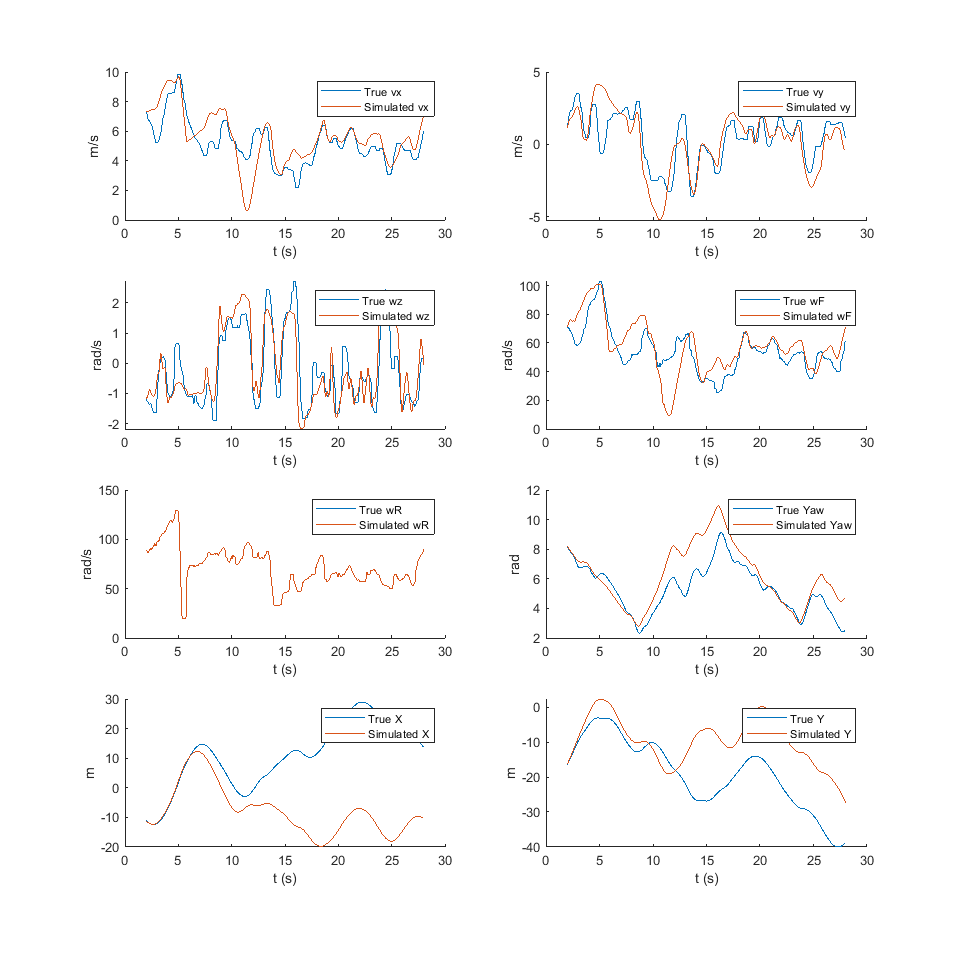 10
8
6
4
2
0
m/s
0 5 10 15 20 25 30
t (s)
True vx
Simulated vx
5
0
-5
m/s
0 5 10 15 20 25 30
t (s)
True vy
Simulated vy
2
1
0
-1
-2
rad/s
0 5 10 15 20 25 30
t (s)
True wz
Simulated wz
100
80
60
40
20
0
rad/s
0 5 10 15 20 25 30
t (s)
True wF
Simulated wF
150
100
50
0
rad/s
0 5 10 15 20 25 30
t (s)
True wR
Simulated wR
12
10
8
6
4
2
rad
0 5 10 15 20 25 30
t (s)
True Yaw
Simulated Yaw
30
20
10
0
-10
-20
m
0 5 10 15 20 25 30
t (s)
True X
Simulated X
0
-10
-20
-30
-40
m
0 5 10 15 20 25 30
t (s)
True Y
Simulated Y